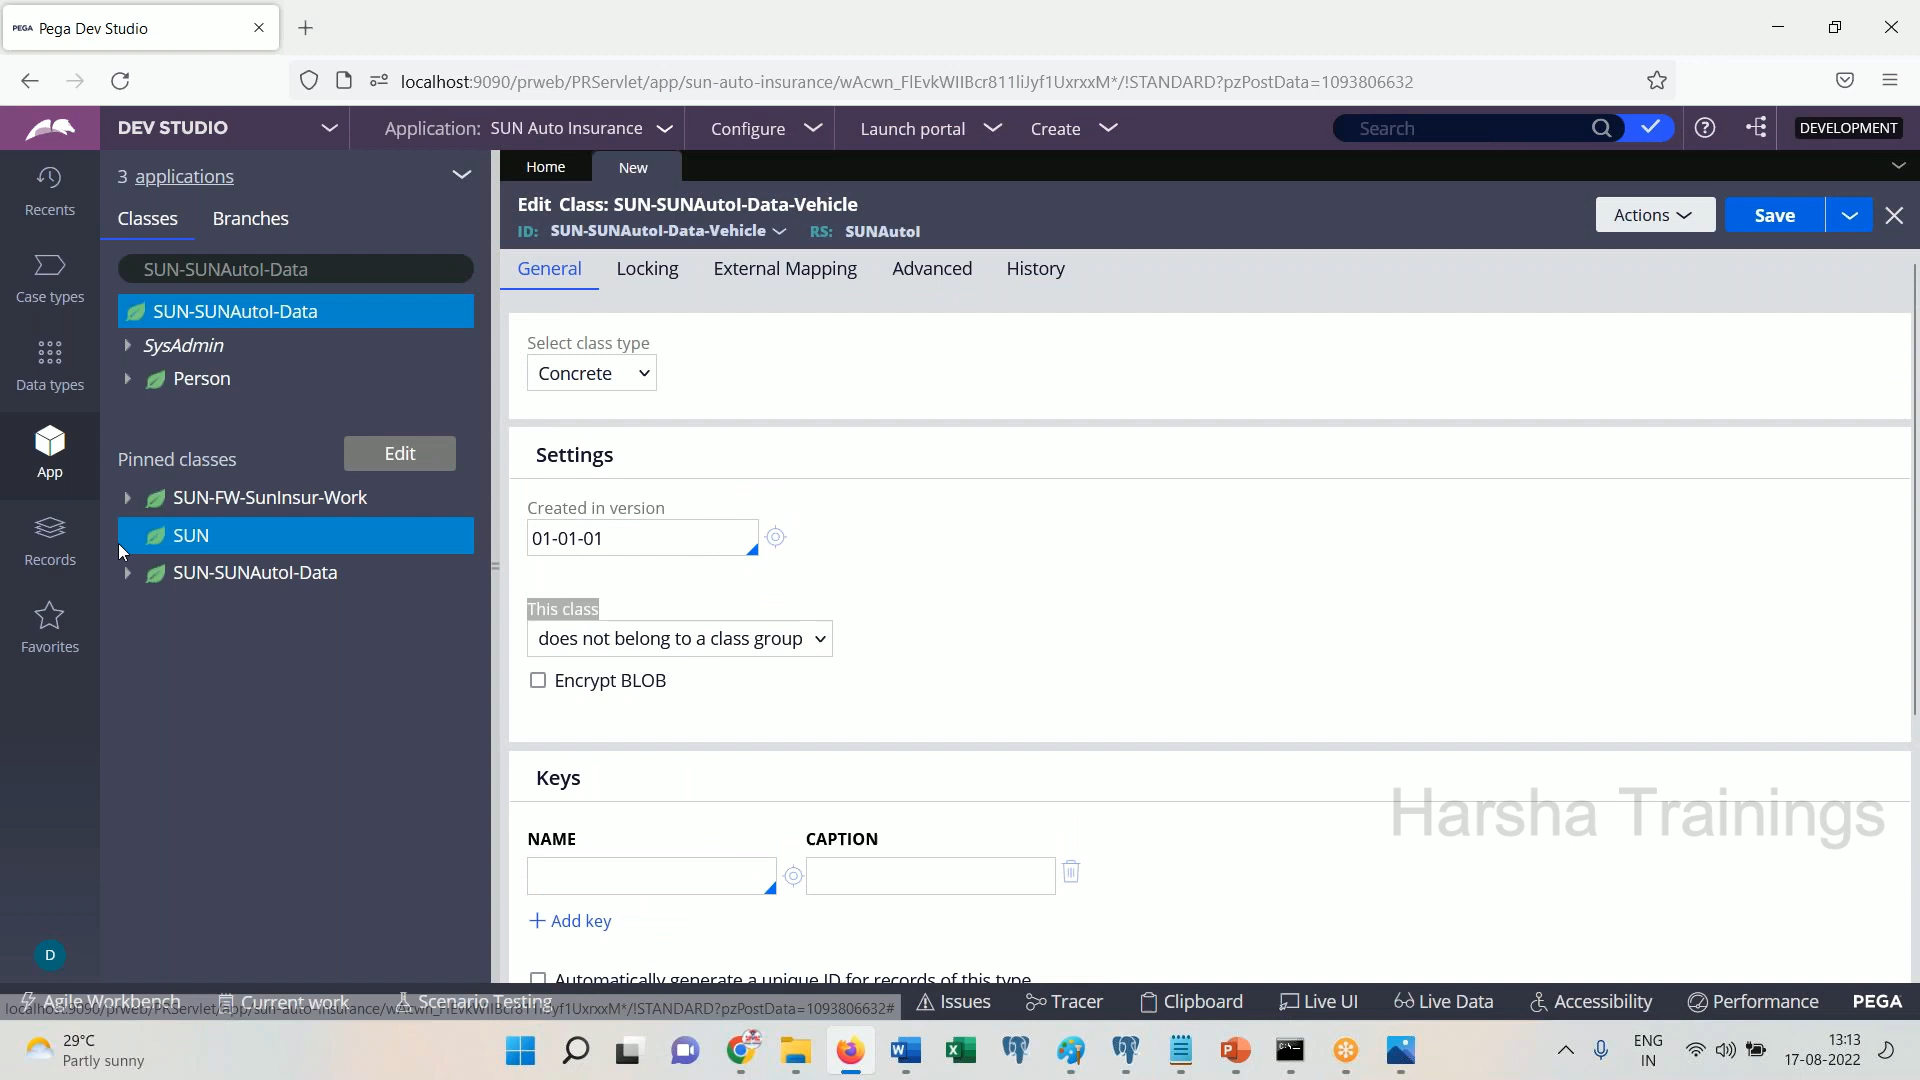 PEGA Pega Dev Studio
localhost:9090/prweb/PRServlet/app/sun-auto-insurance/wAcwn_FlEvkWIIBcr811liJyf1UxrxxM*/!STANDARD?pzPostData=1093806632
DEV STUDIO
Application: SUN Auto Insurance
Configure
Launch portal
Create
Search
DEVELOPMENT
Recents
Case types
Data types
App
Records
Favorites
D
3 applications
Classes Branches
SUN-SUNAutoI-Data
SUN-SUNAutoI-Data
SysAdmin
Person
Pinned classes
Edit
SUN-FW-SunInsur-Work
SUN
SUN-SUNAutoI-Data
Home New
Edit Class: SUN-SUNAutoI-Data-Vehicle
ID: SUN-SUNAutoI-Data-Vehicle RS: SUNAutoI
Actions
Save
General Locking External Mapping Advanced History
Select class type
Concrete
Settings
Created in version
01-01-01
This class
does not belong to a class group
Encrypt BLOB
Keys
NAME CAPTION
Add key
Automatically generate a unique ID for records of this type
Harsha Trainings
Agile Workbench Current work Scenario Testing Issues Tracer Clipboard Live UI Live Data Accessibility Performance PEGA
29°C
Partly sunny
ENG
IN
13:13
17-08-2022